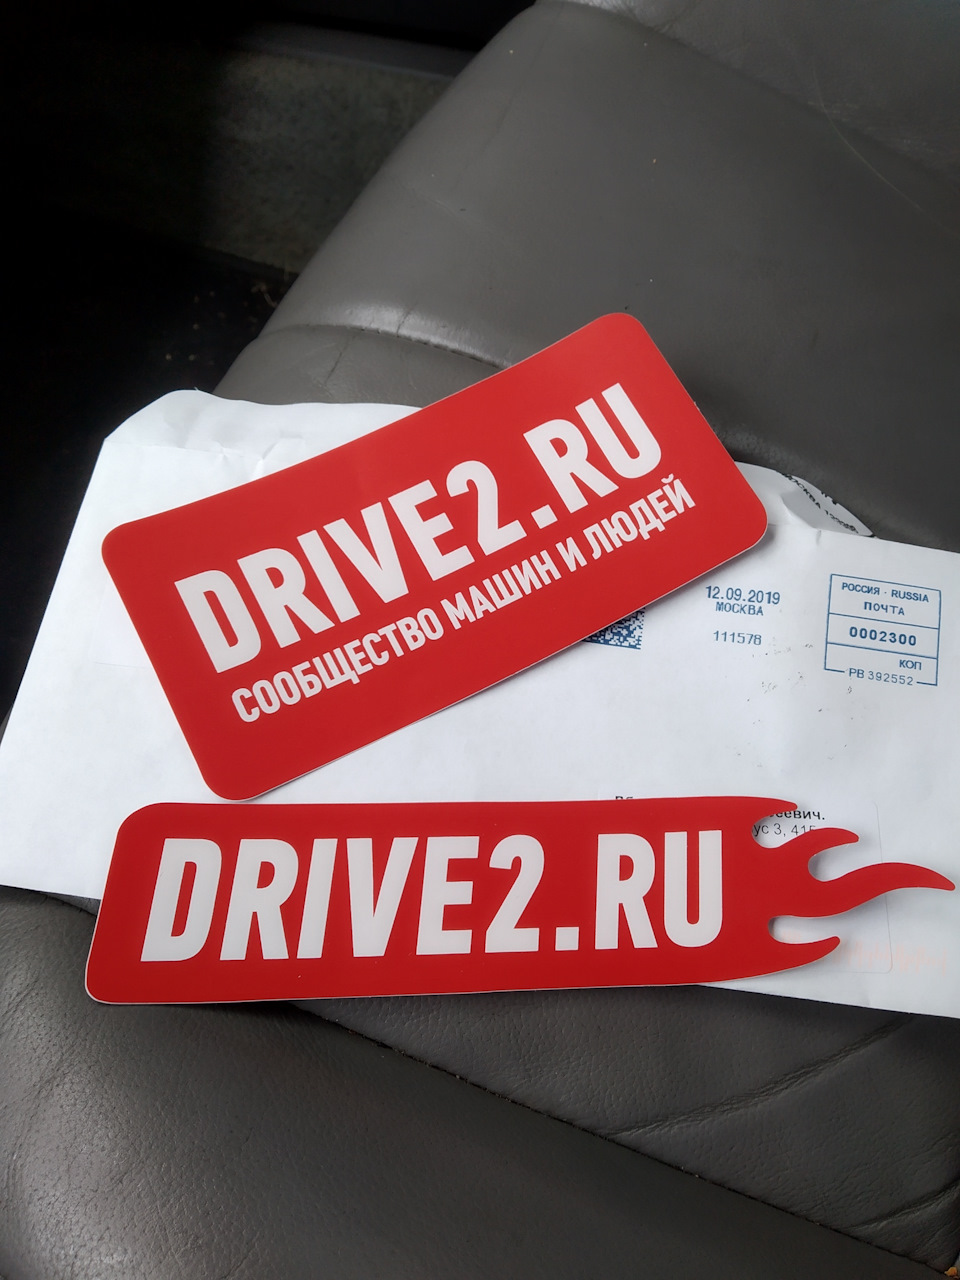 DRIVE2.RU
СООБЩЕСТВО МАШИН И ЛЮДЕЙ
12.09.2019
МОСКВА
111578
РОССИЯ · RUSSIA
ПОЧТА
0002300
КОП
РВ 392552
DRIVE2.RU